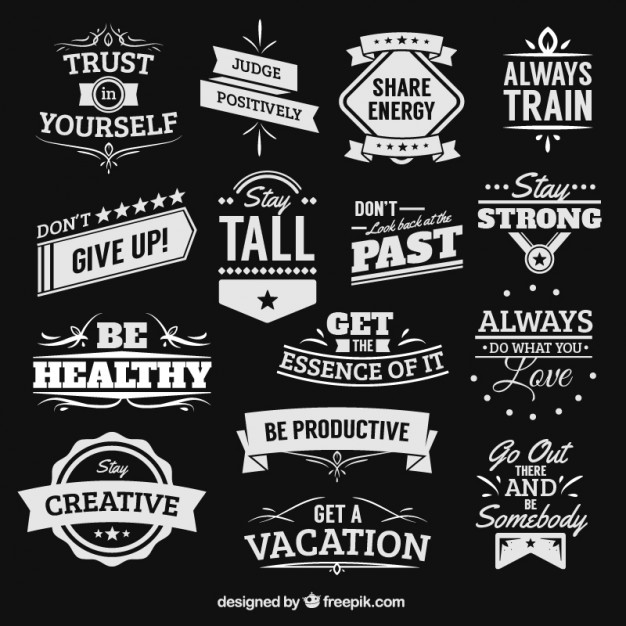 TRUST
in
YOURSELF
JUDGE
POSITIVELY
SHARE
ENERGY
ALWAYS
TRAIN
DON'T
GIVE UP!
Stay
TALL
DON'T
Look back at the
PAST
Stay
STRONG
BE
HEALTHY
GET
THE
ESSENCE OF IT
ALWAYS
DO WHAT YOU
Love
Stay
CREATIVE
BE PRODUCTIVE
GET A
VACATION
Go Out
THERE
AND
BE
Somebody
designed by freepik.com